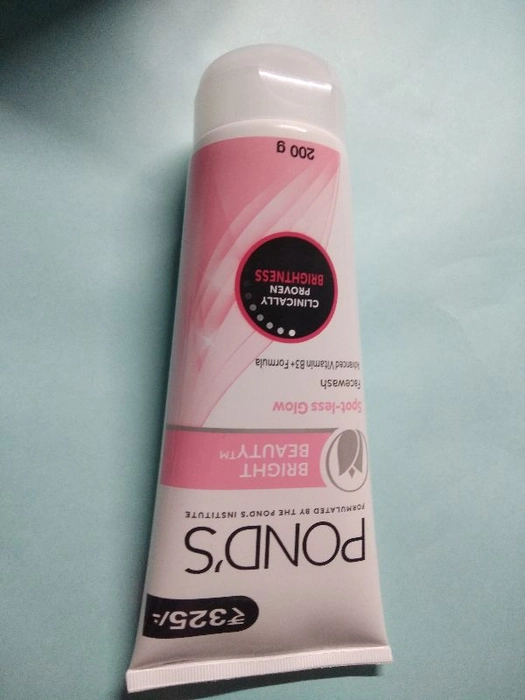 ₹325/-
POND'S
FORMULATED BY THE POND'S INSTITUTE
BRIGHT
BEAUTY™
Spot-less Glow
Facewash
Advanced Vitamin B3+ Formula
CLINICALLY
PROVEN
BRIGHTNESS
200 g